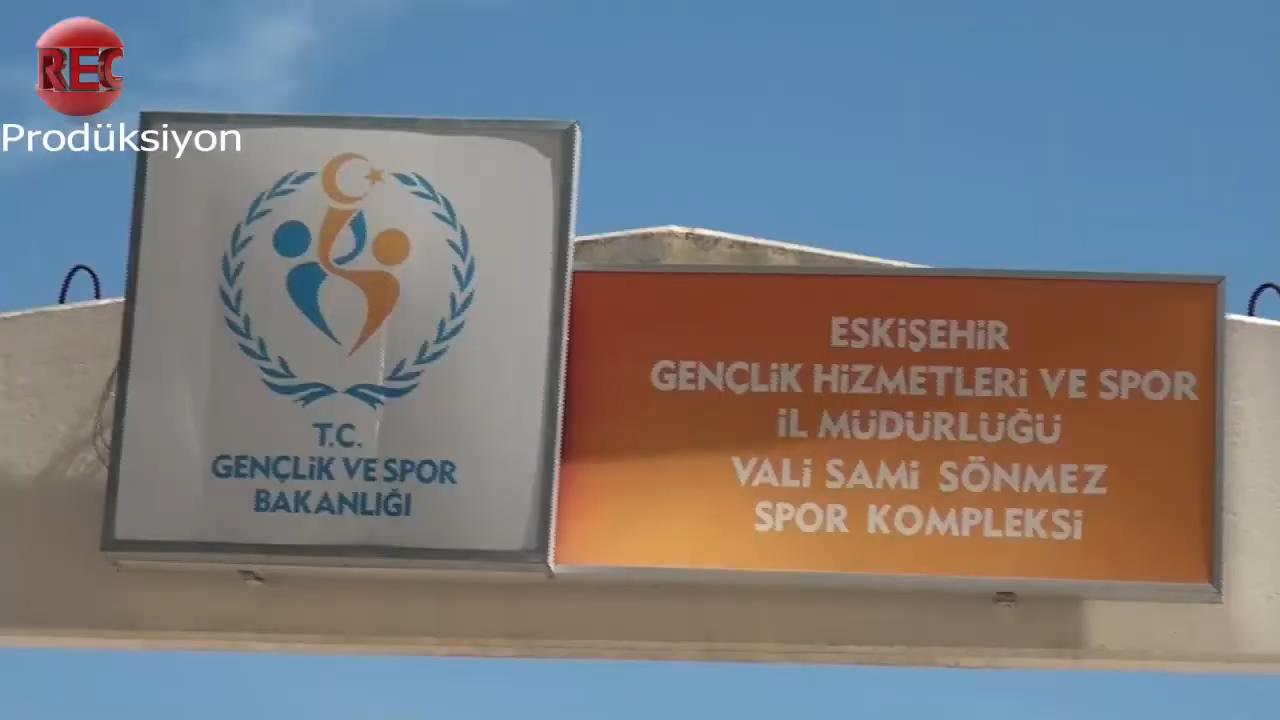 REC
Prodüksiyon
T.C.
GENÇLİK VE SPOR
BAKANLIĞI
ESKİŞEHİR
GENÇLİK HİZMETLERİ VE SPOR
İL MÜDÜRLÜĞÜ
VALİ SAMİ SÖNMEZ
SPOR KOMPLEKSİ